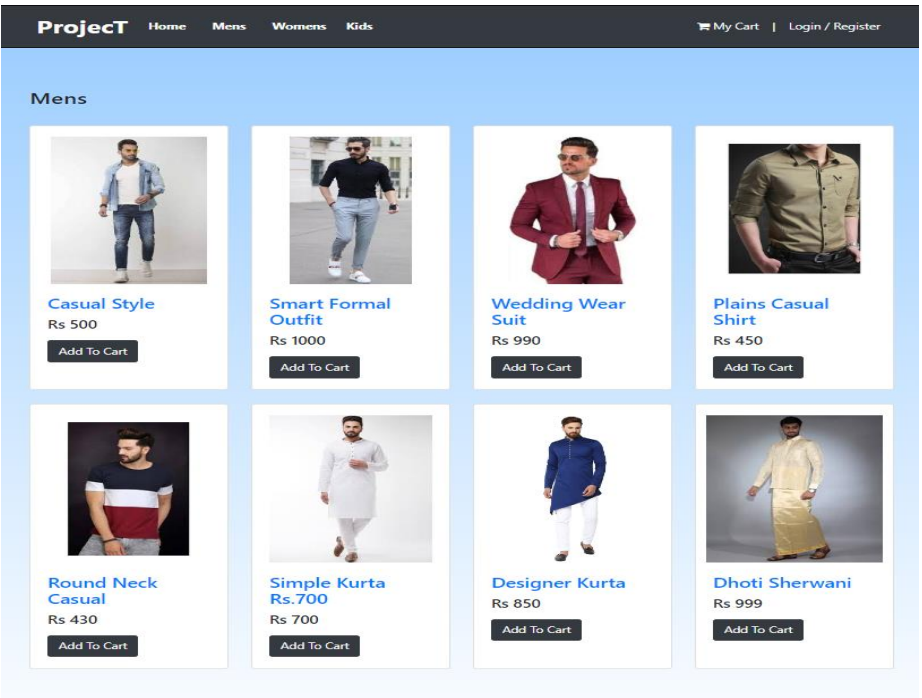 ProjecT Home Mens Womens Kids My Cart | Login / Register
Mens
Casual Style
Rs 500
Add To Cart
Smart Formal
Outfit
Rs 1000
Add To Cart
Wedding Wear
Suit
Rs 990
Add To Cart
Plains Casual
Shirt
Rs 450
Add To Cart
Round Neck
Casual
Rs 430
Add To Cart
Simple Kurta
Rs.700
Rs 700
Add To Cart
Designer Kurta
Rs 850
Add To Cart
Dhoti Sherwani
Rs 999
Add To Cart